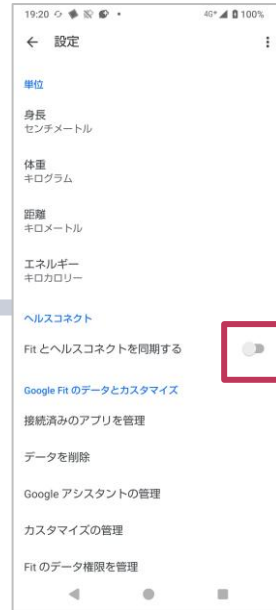 19:20 4G+ 100%
← 設定
単位
身長
センチメートル
体重
キログラム
距離
キロメートル
エネルギー
キロカロリー
ヘルスコネクト
Fit とヘルスコネクトを同期する
Google Fit のデータとカスタマイズ
接続済みのアプリを管理
データを削除
Google アシスタントの管理
カスタマイズの管理
Fit のデータ権限を管理